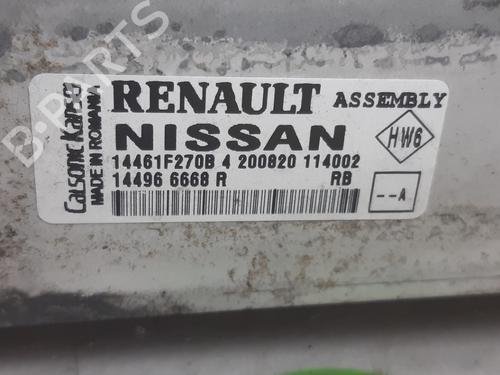 B-PARTS
Calsonic Kansei
MADE IN ROMANIA
RENAULT ASSEMBLY
NISSAN
HW6
14461F270B 4 200820 114002
14496 6668 R RB
--A